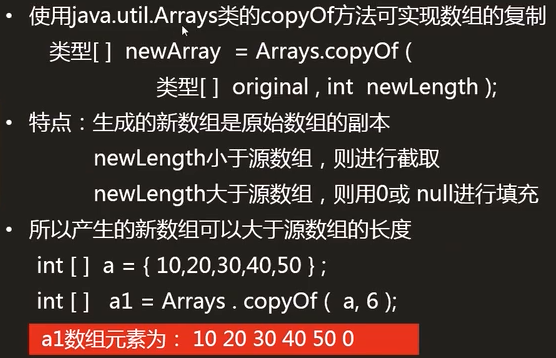 • 使用java.util.Arrays类的copyOf方法可实现数组的复制
类型[ ] newArray = Arrays.copyOf (
类型[ ] original , int newLength );
• 特点：生成的新数组是原始数组的副本
newLength小于源数组，则进行截取
newLength大于源数组，则用0或 null进行填充
• 所以产生的新数组可以大于源数组的长度
int [ ] a = { 10,20,30,40,50 } ;
int [ ] a1 = Arrays . copyOf ( a, 6 );
a1数组元素为： 10 20 30 40 50 0